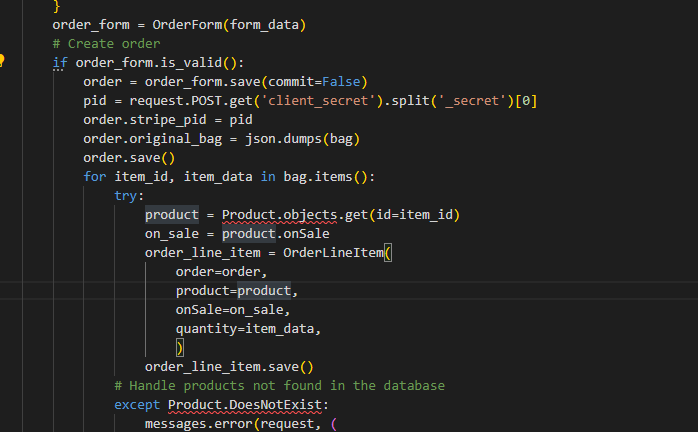 }
order_form = OrderForm(form_data)
# Create order
if order_form.is_valid():
order = order_form.save(commit=False)
pid = request.POST.get('client_secret').split('_secret')[0]
order.stripe_pid = pid
order.original_bag = json.dumps(bag)
order.save()
for item_id, item_data in bag.items():
try:
product = Product.objects.get(id=item_id)
on_sale = product.onSale
order_line_item = OrderLineItem(
order=order,
product=product,
onSale=on_sale,
quantity=item_data,
)
order_line_item.save()
# Handle products not found in the database
except Product.DoesNotExist:
messages.error(request, (